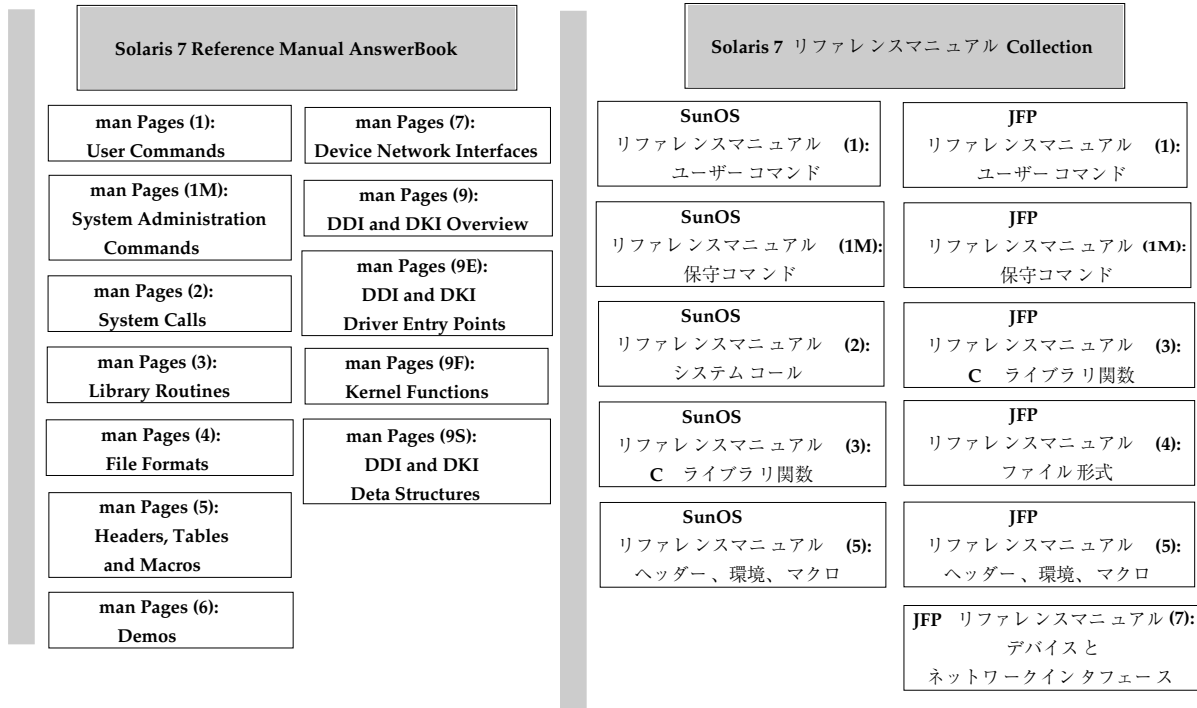 Solaris 7 Reference Manual AnswerBook
man Pages (1):
User Commands
man Pages (1M):
System Administration
Commands
man Pages (2):
System Calls
man Pages (3):
Library Routines
man Pages (4):
File Formats
man Pages (5):
Headers, Tables
and Macros
man Pages (6):
Demos
man Pages (7):
Device Network Interfaces
man Pages (9):
DDI and DKI Overview
man Pages (9E):
DDI and DKI
Driver Entry Points
man Pages (9F):
Kernel Functions
man Pages (9S):
DDI and DKI
Deta Structures
Solaris 7 リファレンスマニュアル Collection
SunOS
リファレンスマニュアル (1):
ユーザーコマンド
SunOS
リファレンスマニュアル (1M):
保守コマンド
SunOS
リファレンスマニュアル (2):
システムコール
SunOS
リファレンスマニュアル (3):
C ライブラリ関数
SunOS
リファレンスマニュアル (5):
ヘッダー、環境、マクロ
JFP
リファレンスマニュアル (1):
ユーザーコマンド
JFP
リファレンスマニュアル (1M):
保守コマンド
JFP
リファレンスマニュアル (3):
C ライブラリ関数
JFP
リファレンスマニュアル (4):
ファイル形式
JFP
リファレンスマニュアル (5):
ヘッダー、環境、マクロ
JFP リファレンスマニュアル (7):
デバイスと
ネットワークインタフェース